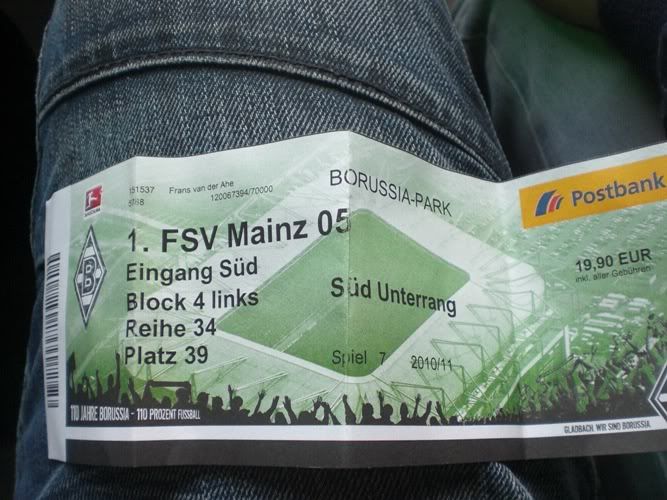 151537
57/68
Frans van der Ahe
120067394/70000
BORUSSIA-PARK
Postbank
1. FSV Mainz 05
19,90 EUR
inkl. aller Gebühren
Eingang Süd
Block 4 links
Süd Unterrang
Reihe 34
Platz 39
Spiel 7 2010/11
110 JAHRE BORUSSIA - 110 PROZENT FUSSBALL
GLADBACH. WIR SIND BORUSSIA
B